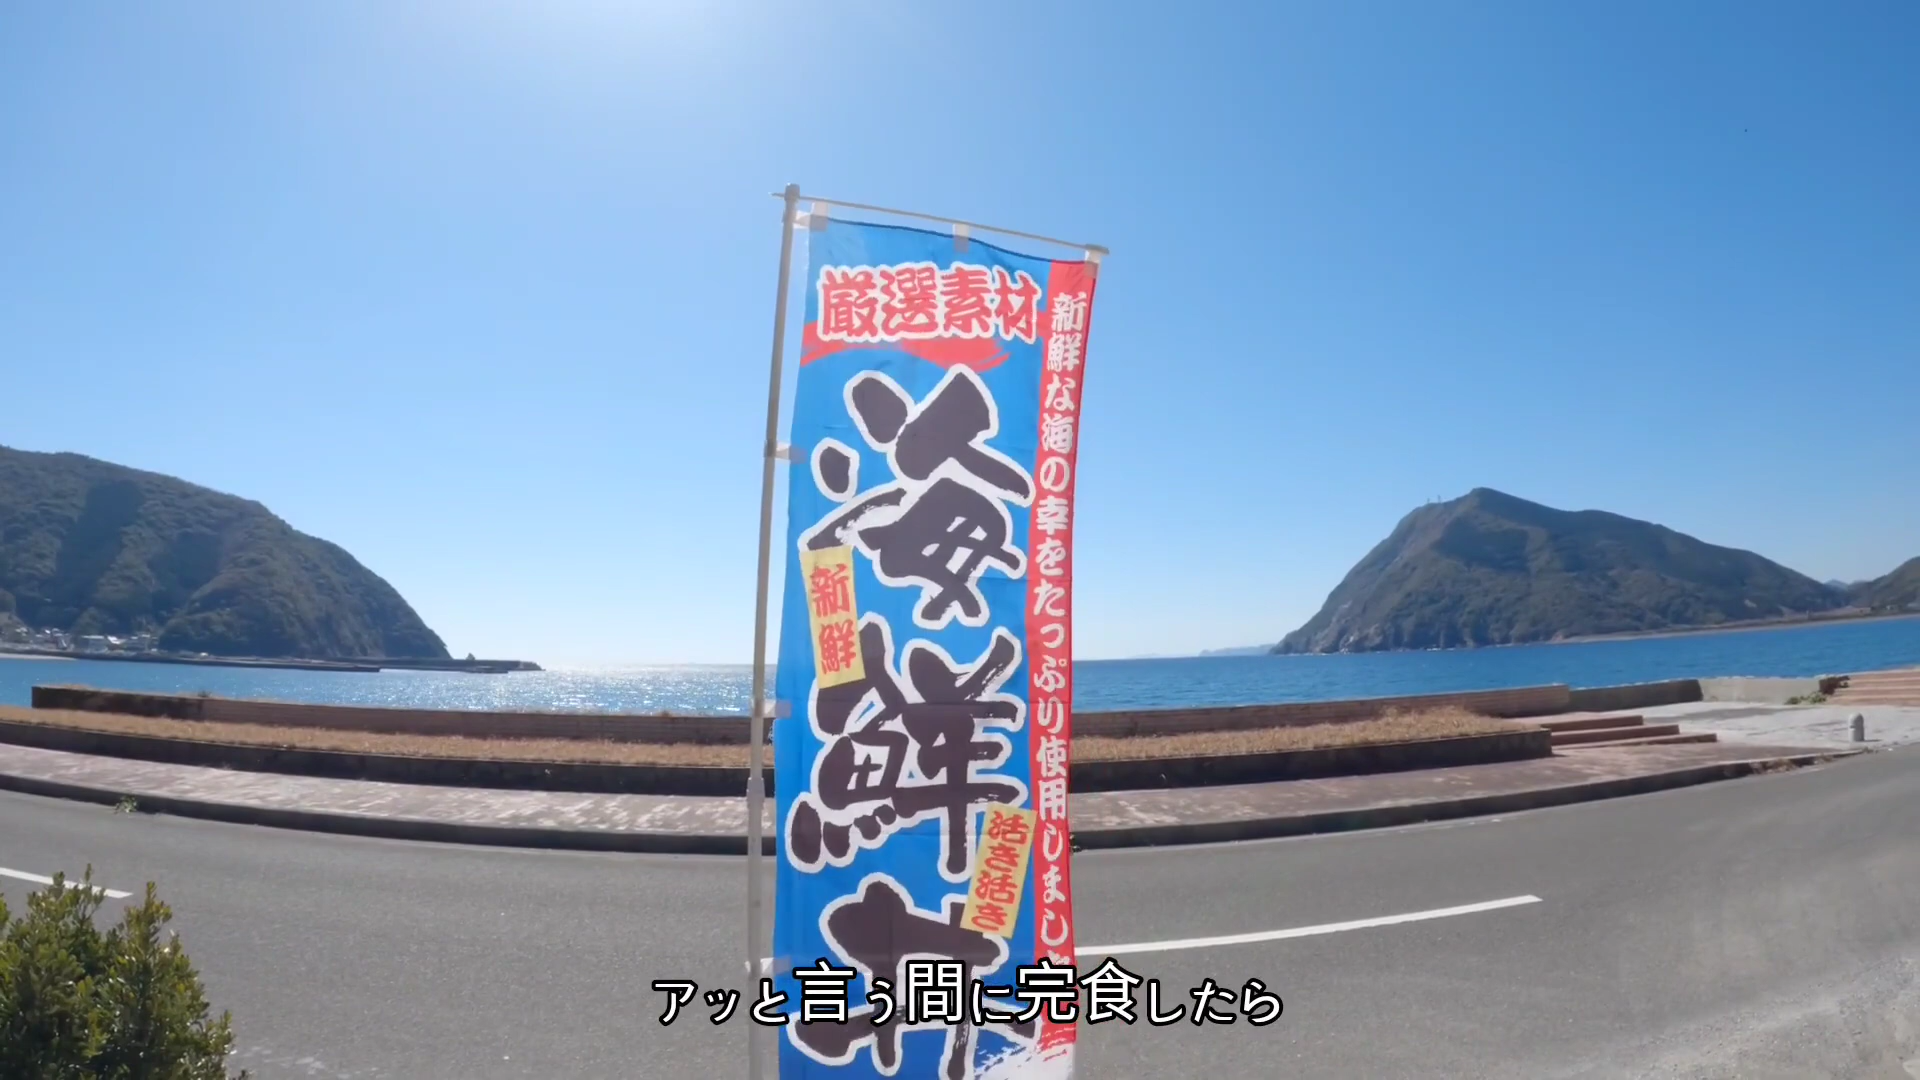 厳選素材
新鮮な海の幸をたっぷり使用しまし
海鮮丼
新鮮
活き活き
アッと言う間に完食したら